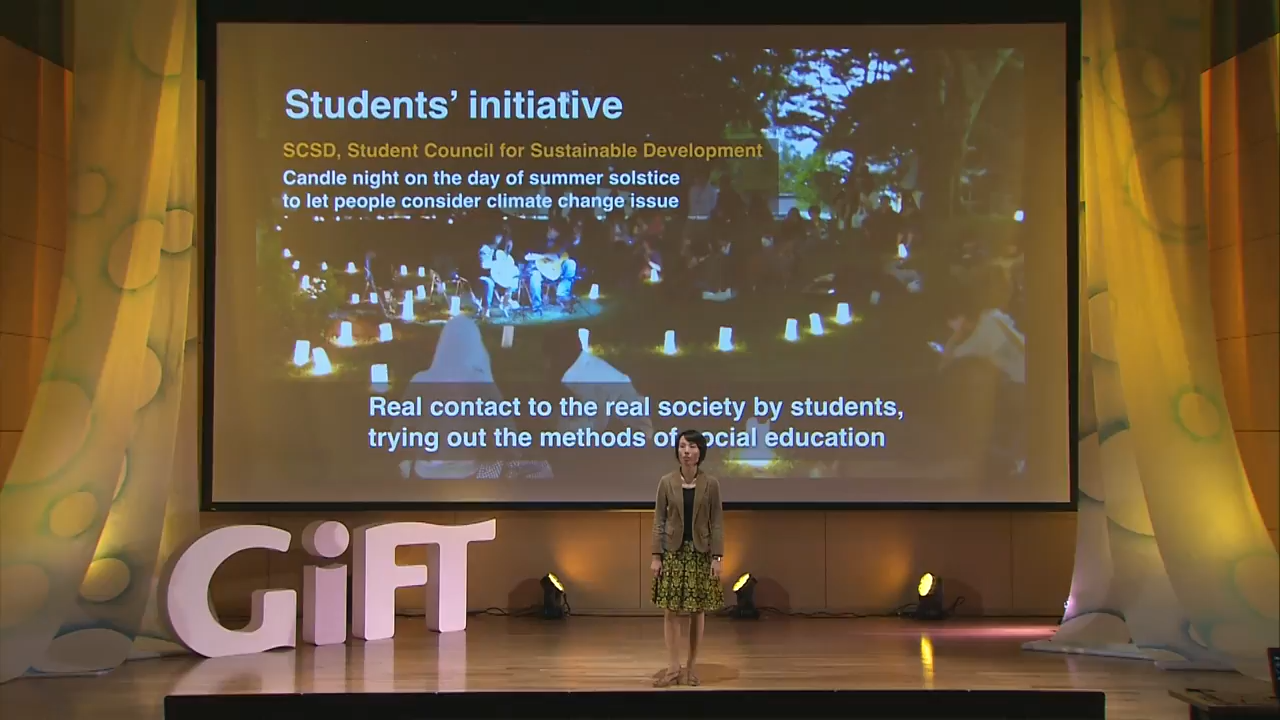 Students’ initiative
SCSD, Student Council for Sustainable Development
Candle night on the day of summer solstice
to let people consider climate change issue
Real contact to the real society by students,
trying out the methods of social education
GiFT